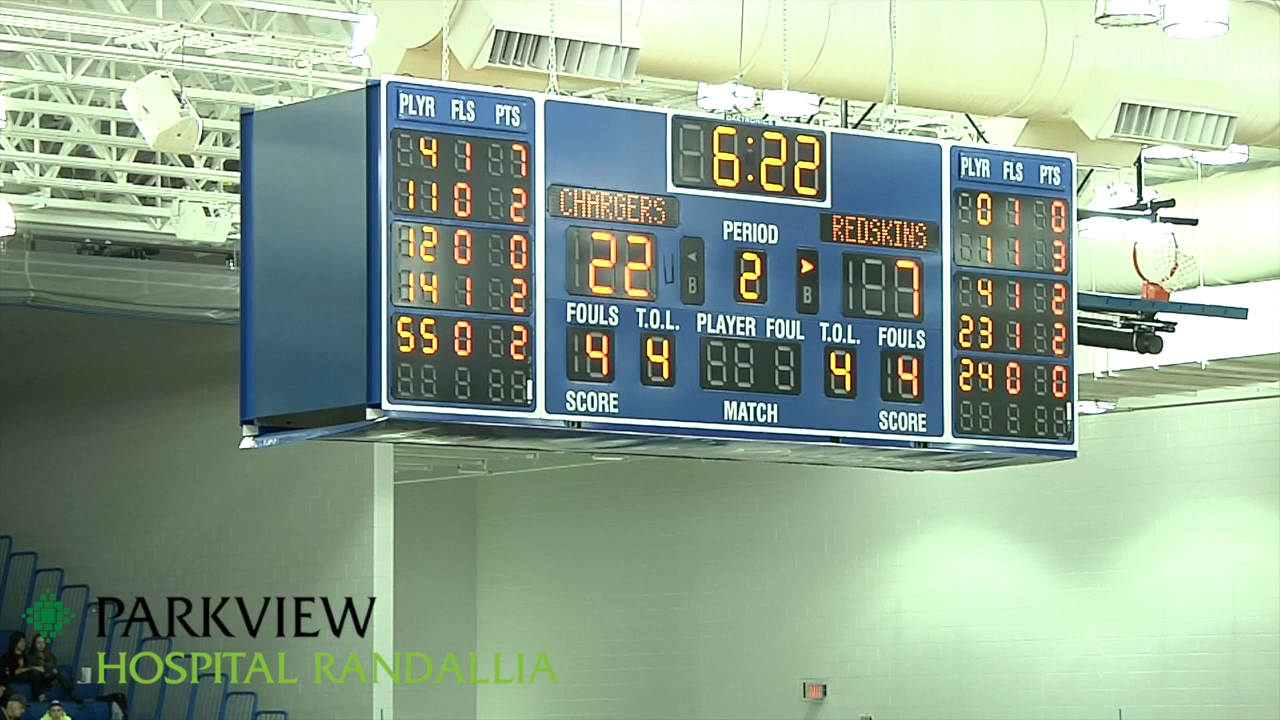 PLYR FLS PTS
4 1 7
11 0 2
12 0 0
14 1 2
55 0 2
6:22
CHARGERS
REDSKINS
PERIOD
22 2 7
B B
FOULS T.O.L. PLAYER FOUL T.O.L. FOULS
4 4 4 4
SCORE MATCH SCORE
PLYR FLS PTS
0 1 0
11 1 3
4 1 2
23 1 2
24 0 0
PARKVIEW
HOSPITAL RANDALLIA